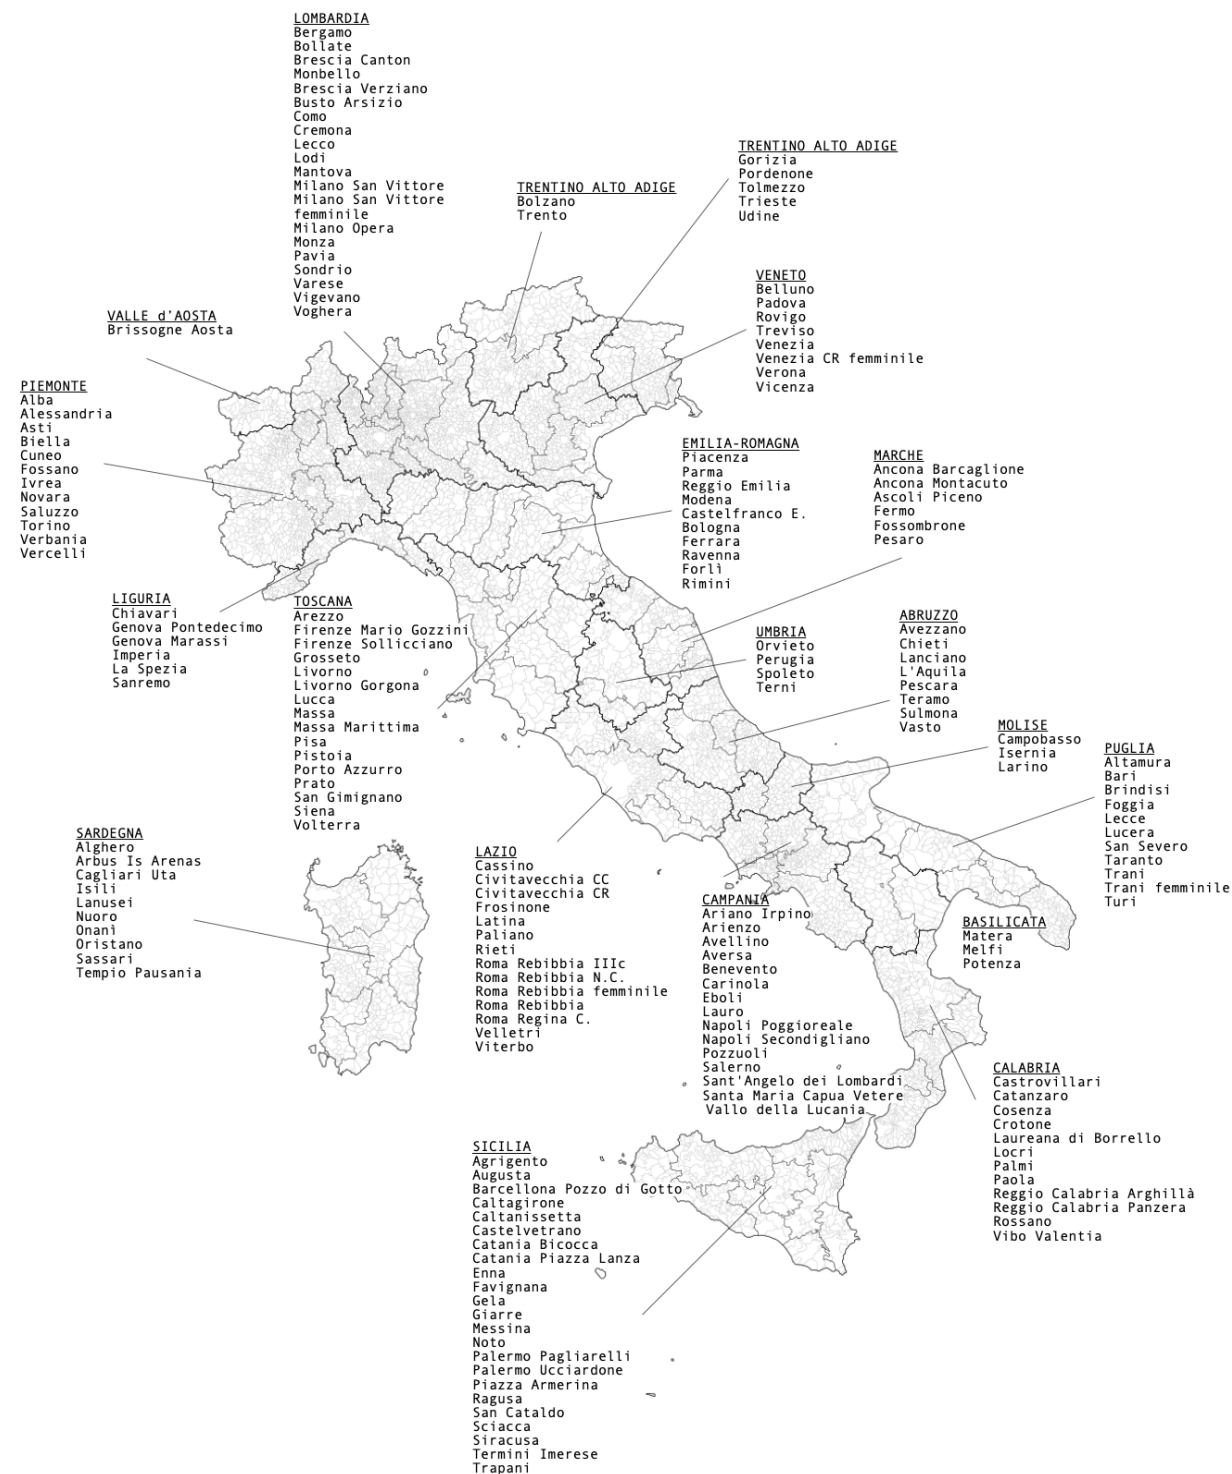 LOMBARDIA
Bergamo
Bollate
Brescia Canton
Monbello
Brescia Verziano
Busto Arsizio
Como
Cremona
Lecco
Lodi
Mantova
Milano San Vittore
Milano San Vittore
femminile
Milano Opera
Monza
Pavia
Sondrio
Varese
Vigevano
Voghera
TRENTINO ALTO ADIGE
Bolzano
Trento
TRENTINO ALTO ADIGE
Gorizia
Pordenone
Tolmezzo
Trieste
Udine
VENETO
Belluno
Padova
Rovigo
Treviso
Venezia
Venezia CR femminile
Verona
Vicenza
VALLE d'AOSTA
Brissogne Aosta
PIEMONTE
Alba
Alessandria
Asti
Biella
Cuneo
Fossano
Ivrea
Novara
Saluzzo
Torino
Verbania
Vercelli
EMILIA-ROMAGNA
Piacenza
Parma
Reggio Emilia
Modena
Castelfranco E.
Bologna
Ferrara
Ravenna
Forlì
Rimini
MARCHE
Ancona Barcaglione
Ancona Montacuto
Ascoli Piceno
Fermo
Fossombrone
Pesaro
LIGURIA
Chiavari
Genova Pontedecimo
Genova Marassi
Imperia
La Spezia
Sanremo
TOSCANA
Arezzo
Firenze Mario Gozzini
Firenze Sollicciano
Grosseto
Livorno
Livorno Gorgona
Lucca
Massa
Massa Marittima
Pisa
Pistoia
Porto Azzurro
Prato
San Gimignano
Siena
Volterra
UMBRIA
Orvieto
Perugia
Spoleto
Terni
ABRUZZO
Avezzano
Chieti
Lanciano
L'Aquila
Pescara
Teramo
Sulmona
Vasto
MOLISE
Campobasso
Isernia
Larino
PUGLIA
Altamura
Bari
Brindisi
Foggia
Lecce
Lucera
San Severo
Taranto
Trani
Trani femminile
Turi
SARDEGNA
Alghero
Arbus Is Arenas
Cagliari Uta
Isili
Lanusei
Nuoro
Onanì
Oristano
Sassari
Tempio Pausania
LAZIO
Cassino
Civitavecchia CC
Civitavecchia CR
Frosinone
Latina
Paliano
Rieti
Roma Rebibbia IIIc
Roma Rebibbia N.C.
Roma Rebibbia femminile
Roma Rebibbia
Roma Regina C.
Velletri
Viterbo
CAMPANIA
Ariano Irpino
Arienzo
Avellino
Aversa
Benevento
Carinola
Eboli
Lauro
Napoli Poggioreale
Napoli Secondigliano
Pozzuoli
Salerno
Sant'Angelo dei Lombardi
Santa Maria Capua Vetere
Vallo della Lucania
BASILICATA
Matera
Melfi
Potenza
CALABRIA
Castrovillari
Catanzaro
Cosenza
Crotone
Laureana di Borrello
Locri
Palmi
Paola
Reggio Calabria Arghillà
Reggio Calabria Panzera
Rossano
Vibo Valentia
SICILIA
Agrigento
Augusta
Barcellona Pozzo di Gotto
Caltagirone
Caltanissetta
Castelvetrano
Catania Bicocca
Catania Piazza Lanza
Enna
Favignana
Gela
Giarre
Messina
Noto
Palermo Pagliarelli
Palermo Ucciardone
Piazza Armerina
Ragusa
San Cataldo
Sciacca
Siracusa
Termini Imerese
Trapani